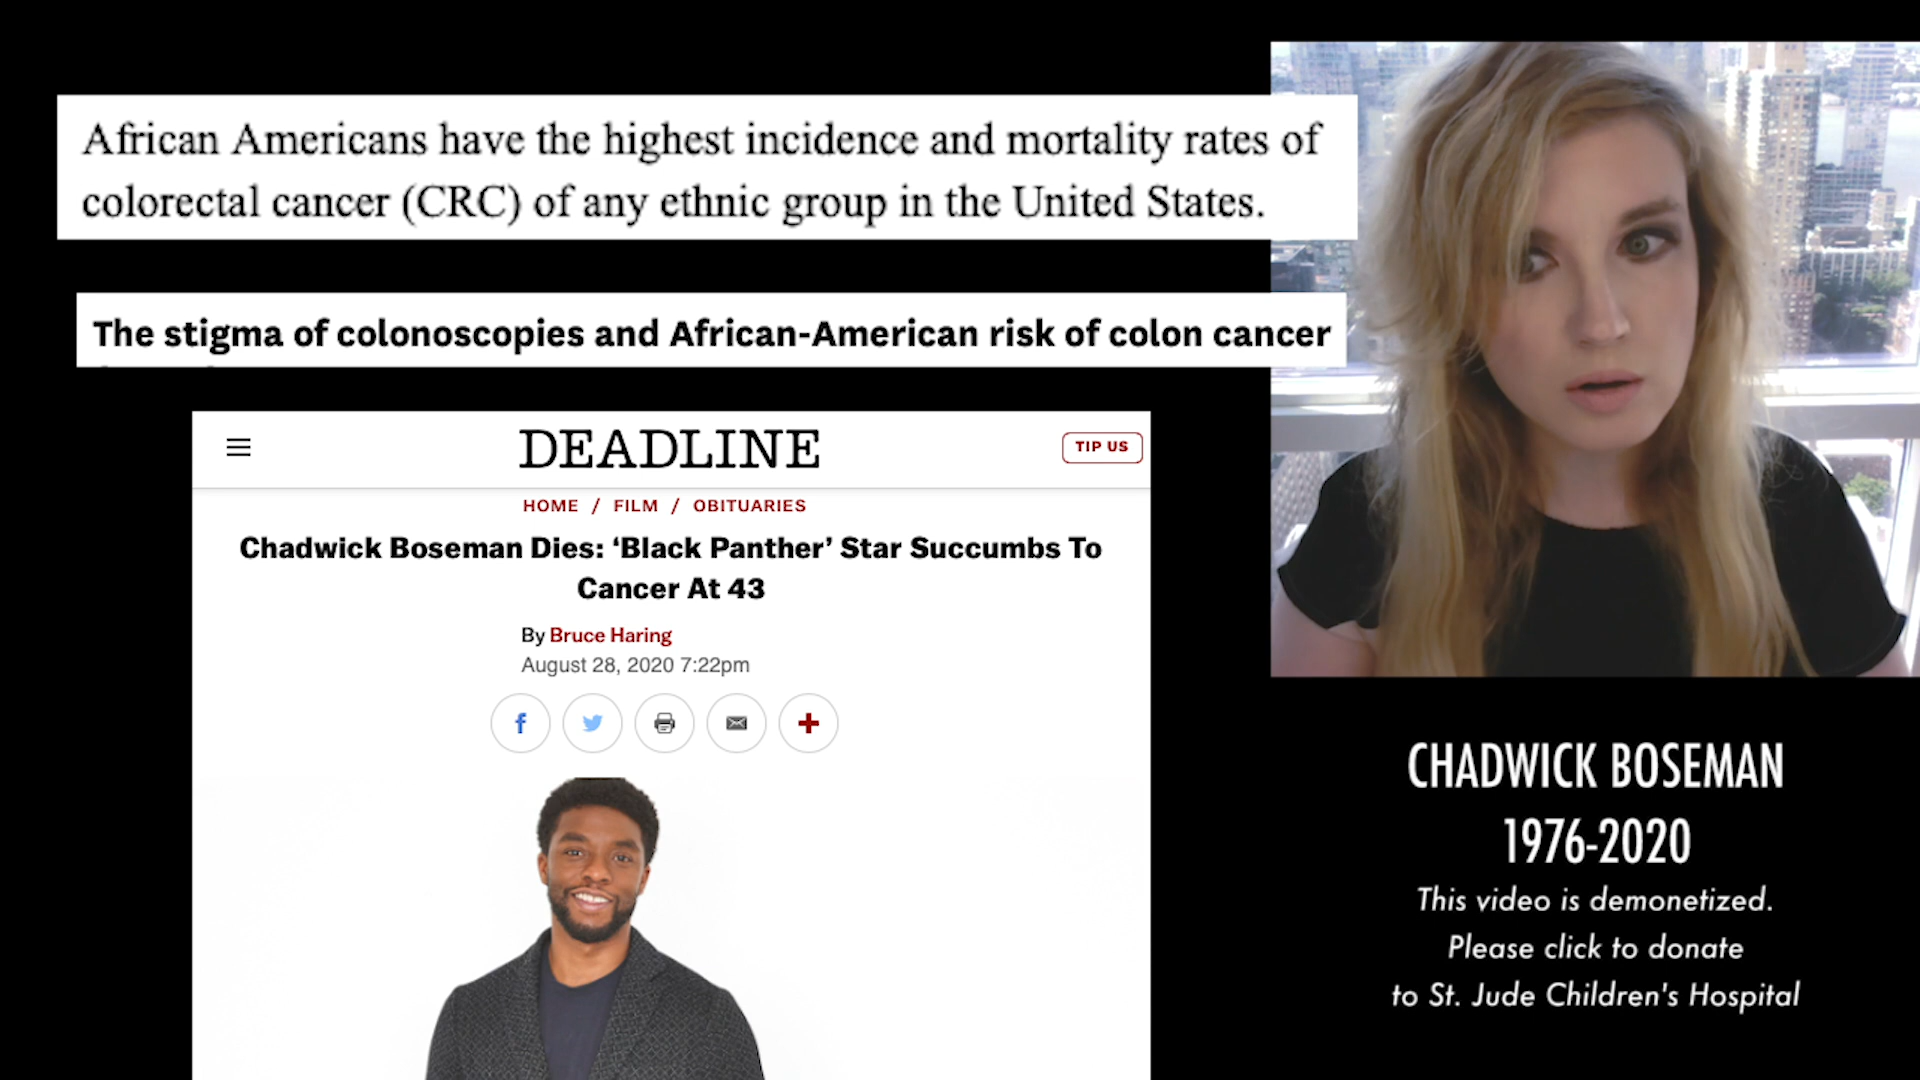 African Americans have the highest incidence and mortality rates of
colorectal cancer (CRC) of any ethnic group in the United States.
The stigma of colonoscopies and African-American risk of colon cancer
DEADLINE
TIP US
HOME / FILM / OBITUARIES
Chadwick Boseman Dies: ‘Black Panther’ Star Succumbs To
Cancer At 43
By Bruce Haring
August 28, 2020 7:22pm
CHADWICK BOSEMAN
1976-2020
This video is demonetized.
Please click to donate
to St. Jude Children's Hospital